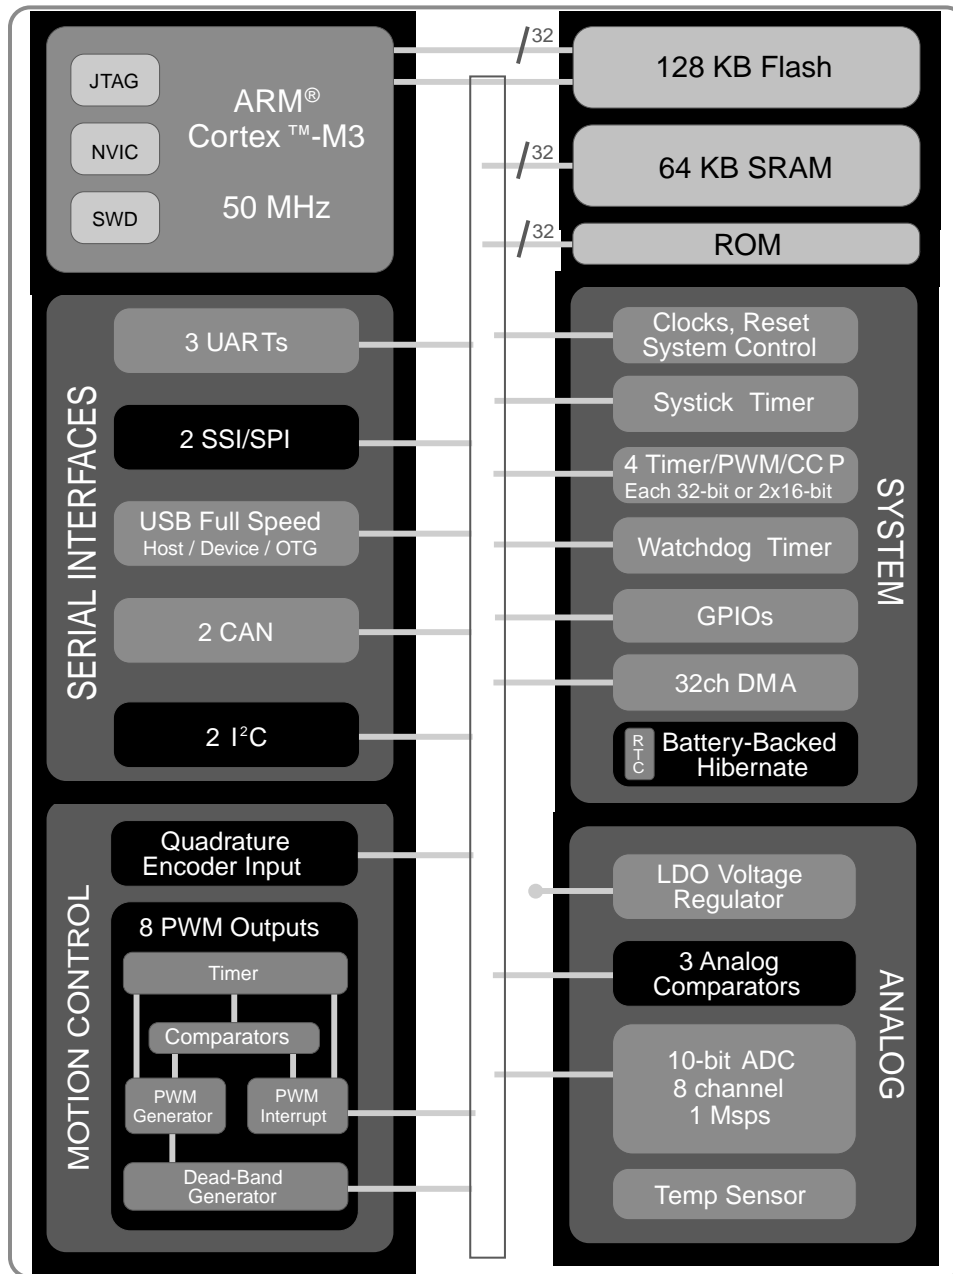 JTAG
NVIC
SWD
ARM®
Cortex™-M3
50 MHz
32
128 KB Flash
32
64 KB SRAM
32
ROM
SERIAL INTERFACES
3 UARTs
2 SSI/SPI
USB Full Speed
Host / Device / OTG
2 CAN
2 I²C
SYSTEM
Clocks, Reset
System Control
Systick Timer
4 Timer/PWM/CCP
Each 32-bit or 2x16-bit
Watchdog Timer
GPIOs
32ch DMA
RTC
Battery-Backed
Hibernate
MOTION CONTROL
Quadrature
Encoder Input
8 PWM Outputs
Timer
Comparators
PWM
Generator
PWM
Interrupt
Dead-Band
Generator
ANALOG
LDO Voltage
Regulator
3 Analog
Comparators
10-bit ADC
8 channel
1 Msps
Temp Sensor